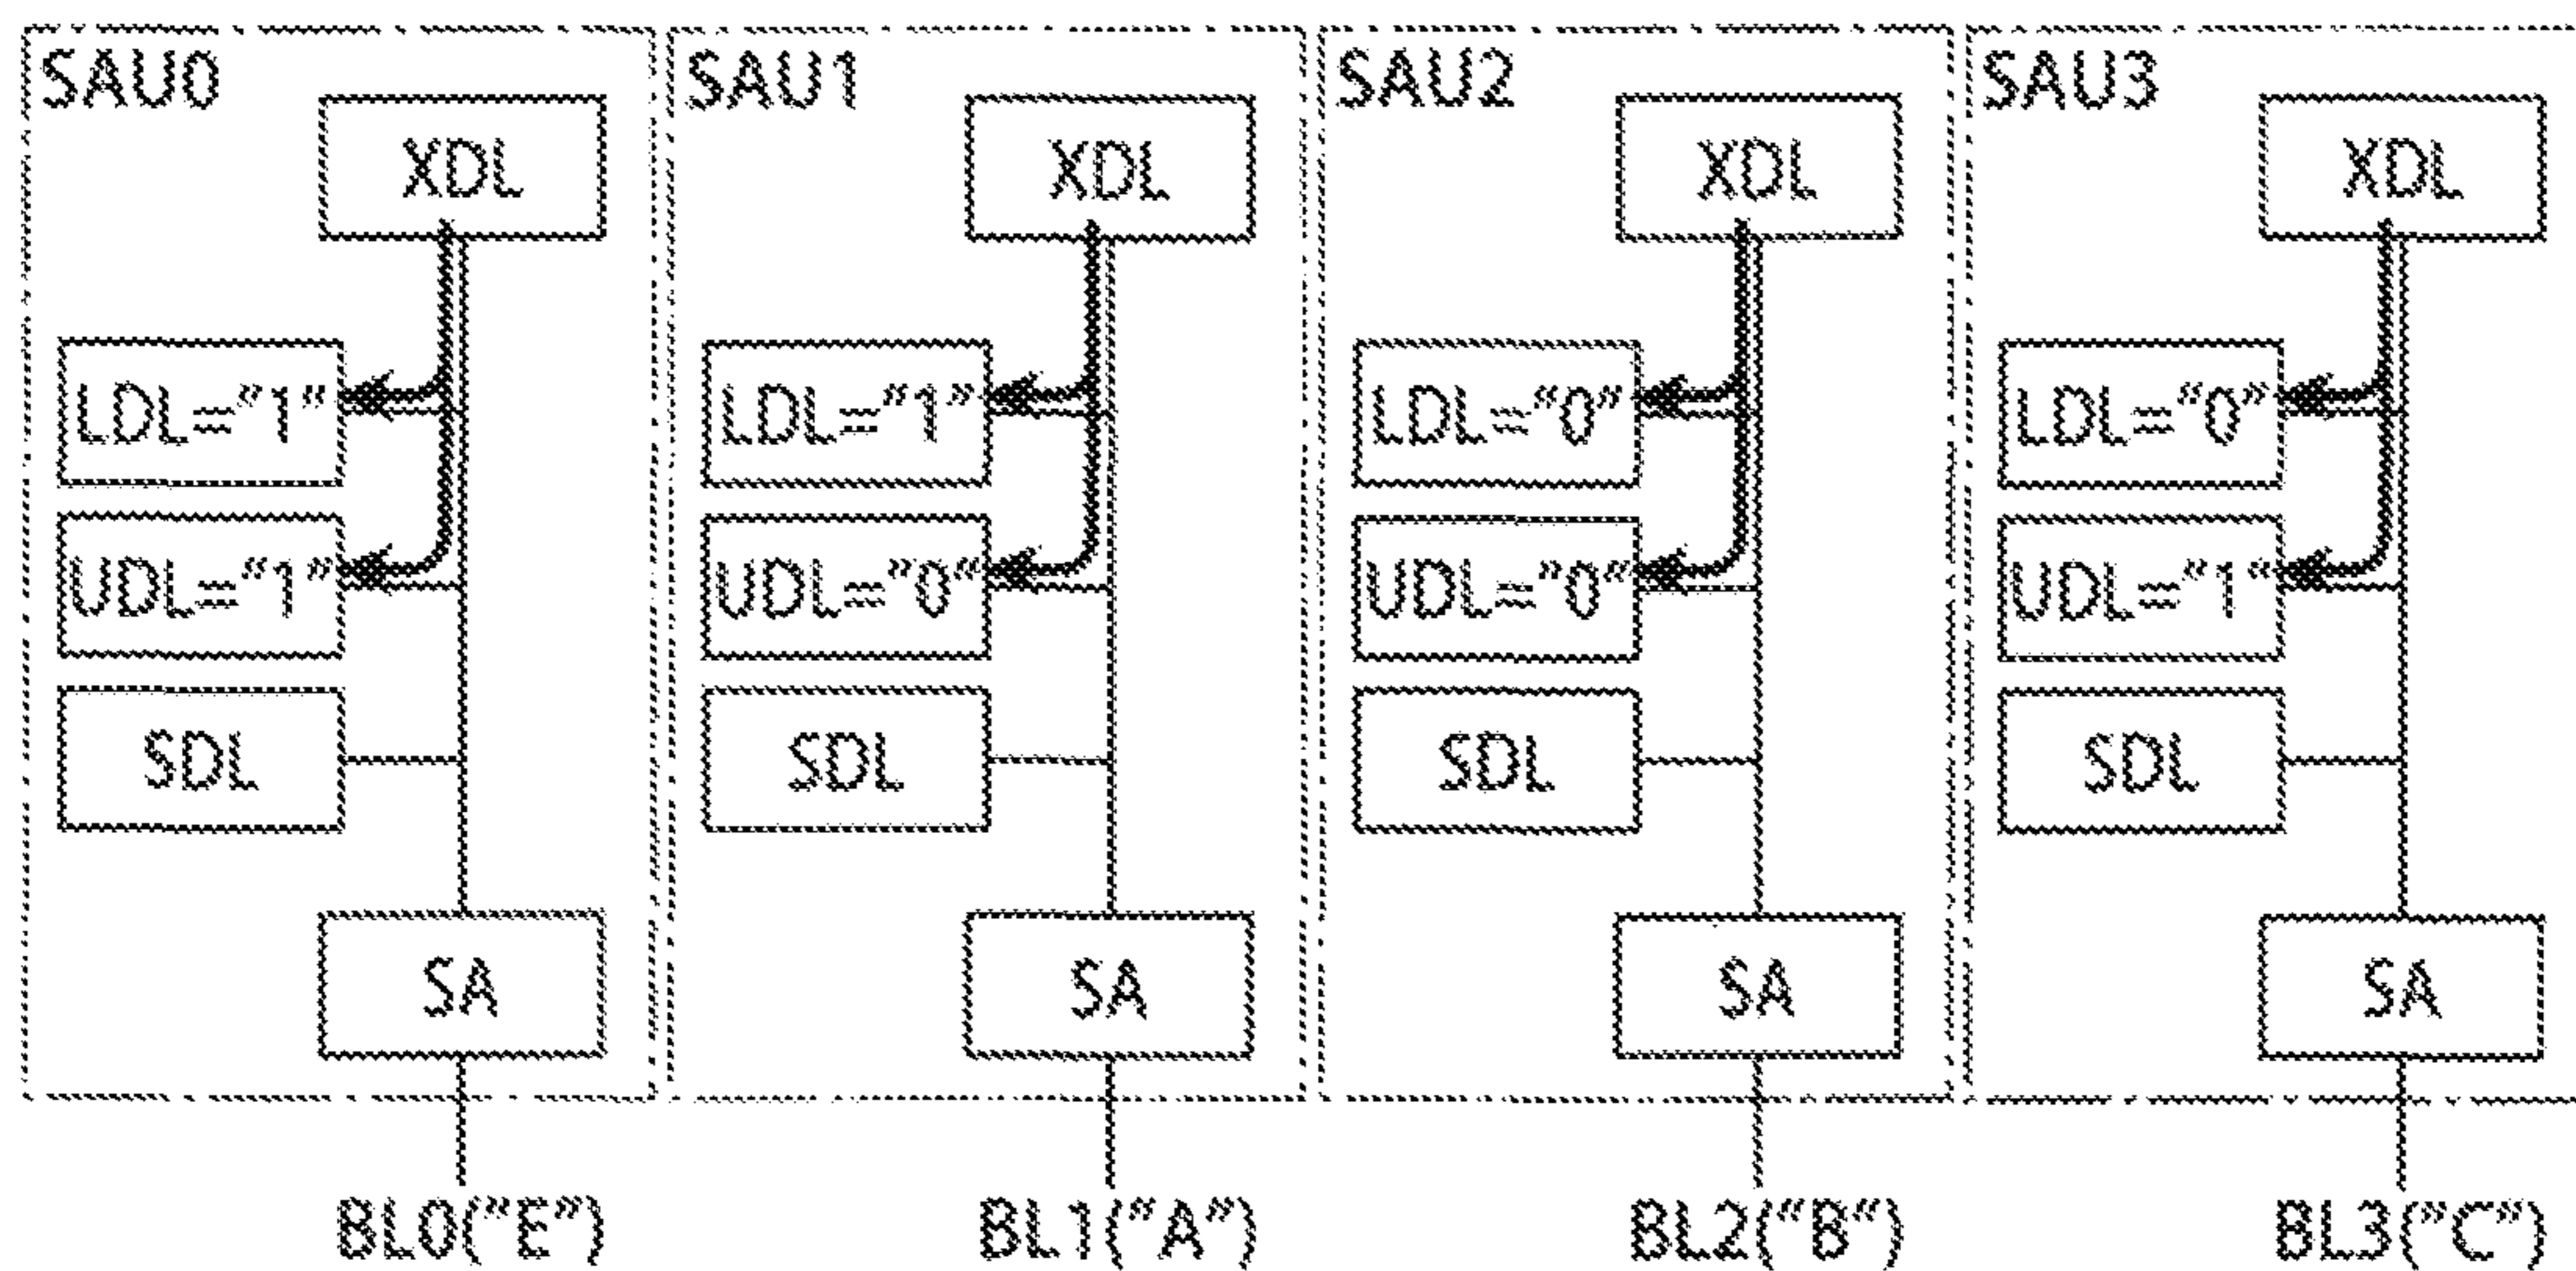 SAU0 SAU1 SAU2 SAU3
XDL XDL XDL XDL
LDL="1" LDL="1" LDL="0" LDL="0"
UDL="1" UDL="0" UDL="0" UDL="1"
SDL SDL SDL SDL
SA SA SA SA
BL0("E") BL1("A") BL2("B") BL3("C")